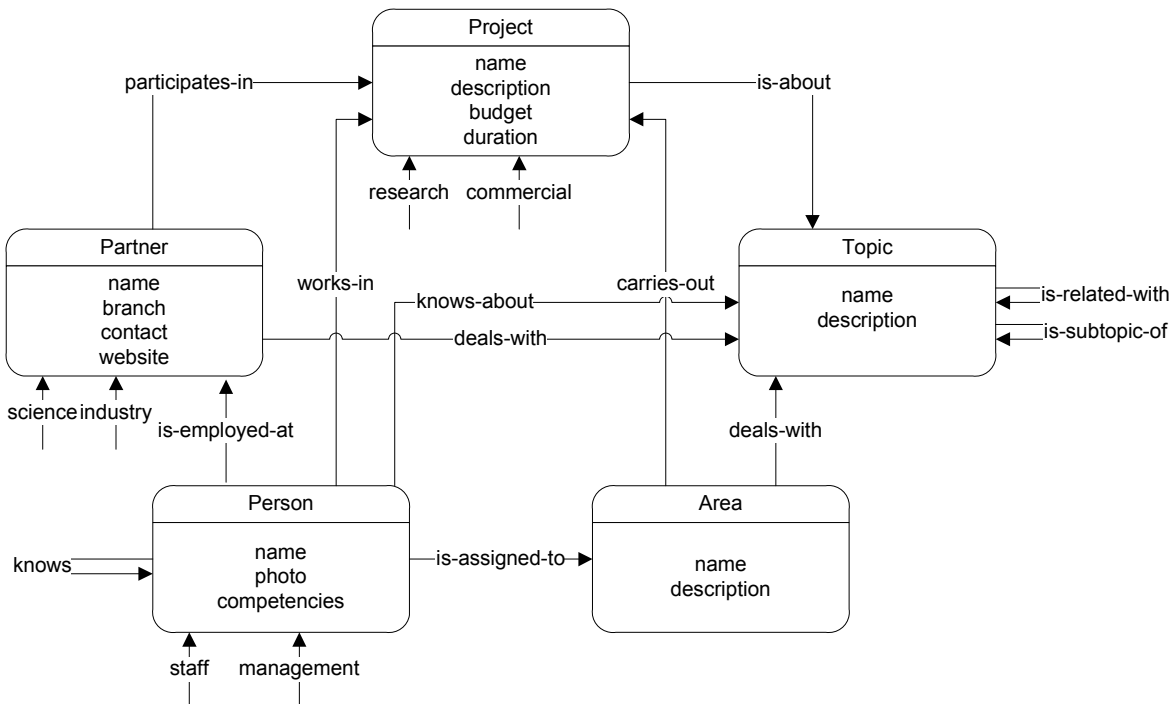 Project
name
description
budget
duration
participates-in
is-about
research
commercial
Partner
name
branch
contact
website
works-in
knows-about
carries-out
deals-with
Topic
name
description
is-related-with
is-subtopic-of
science
industry
is-employed-at
deals-with
Person
name
photo
competencies
knows
is-assigned-to
Area
name
description
staff
management